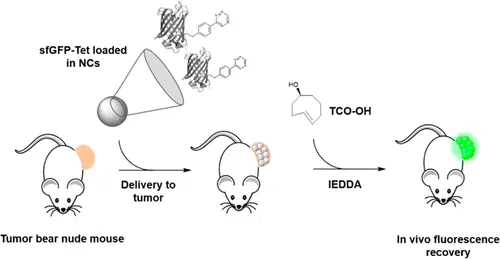 sfGFP-Tet loaded
in NCs
HO
TCO-OH
Delivery to
tumor
IEDDA
Tumor bear nude mouse
In vivo fluorescence
recovery